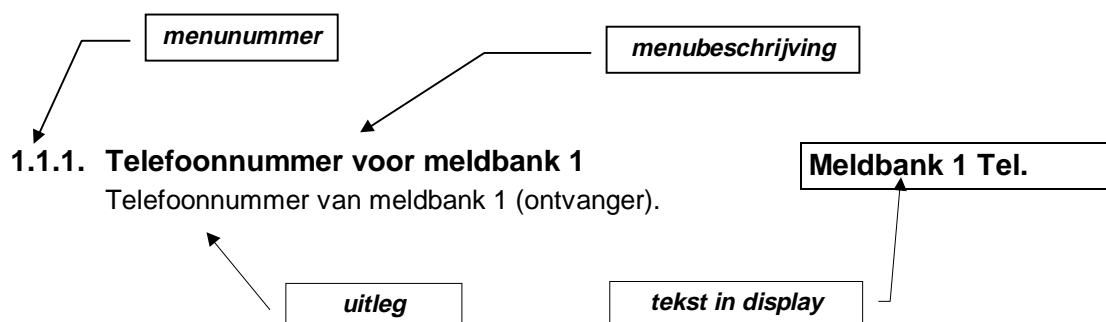 menunummer
menubeschrijving
1.1.1. Telefoonnummer voor meldbank 1
Meldbank 1 Tel.
Telefoonnummer van meldbank 1 (ontvanger).
uitleg
tekst in display